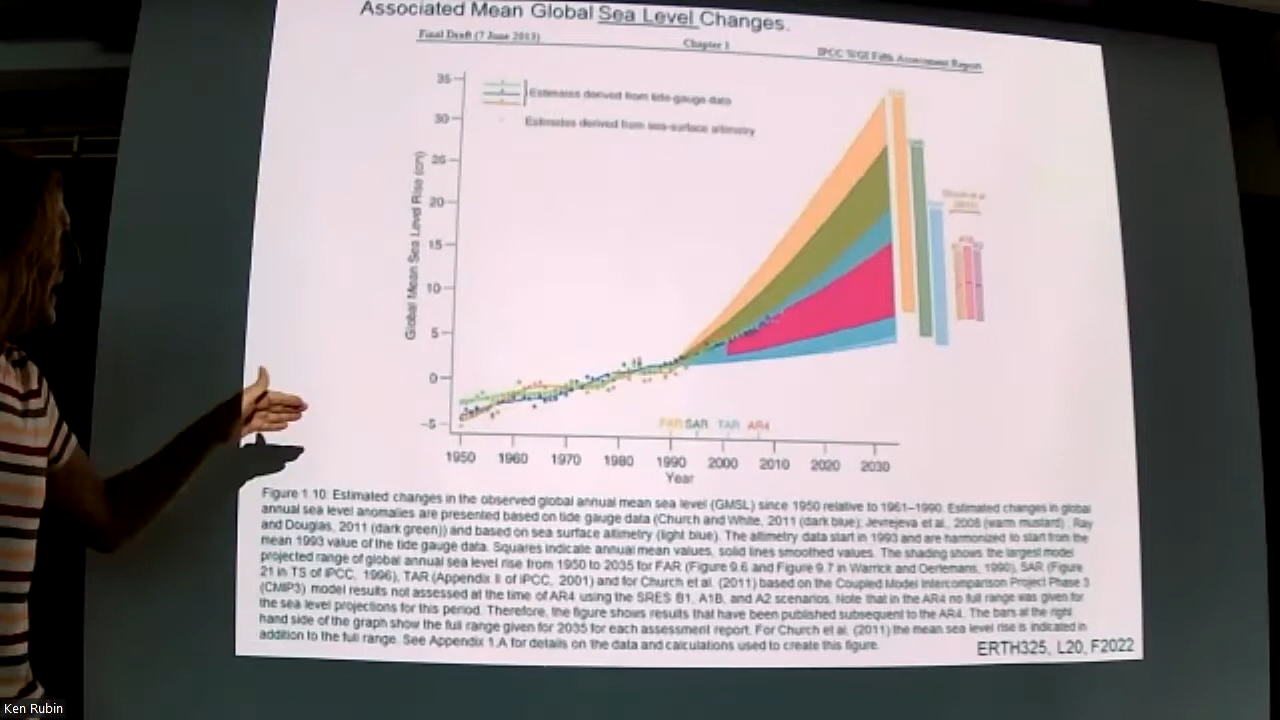 Associated Mean Global Sea Level Changes.
Final Draft (7 June 2013) Chapter 1 IPCC WGI Fifth Assessment Report
Estimates derived from tide-gauge data
Estimates derived from sea-surface altimetry
35
30
25
20
15
10
5
0
-5
Global Mean Sea Level Rise (cm)
FAR SAR TAR AR4
1950 1960 1970 1980 1990 2000 2010 2020 2030
Year
Figure 1.10: Estimated changes in the observed global annual mean sea level (GMSL) since 1950 relative to 1961–1990. Estimated changes in global
annual sea level anomalies are presented based on tide gauge data (Church and White, 2011 (dark blue); Jevrejeva et al., 2008 (warm mustard); Ray
and Douglas, 2011 (dark green)) and based on sea surface altimetry (light blue). The altimetry data start in 1993 and are harmonized to start from the
mean 1993 value of the tide gauge data. Squares indicate annual mean values, solid lines smoothed values. The shading shows the largest model
projected range of global annual sea level rise from 1950 to 2035 for FAR (Figure 9.6 and Figure 9.7 in Warrick and Oerlemans, 1990), SAR (Figure
21 in TS of IPCC, 1996), TAR (Appendix II of IPCC, 2001) and for Church et al. (2011) based on the Coupled Model Intercomparison Project Phase 3
(CMIP3) model results not assessed at the time of AR4 using the SRES B1, A1B, and A2 scenarios. Note that in the AR4 no full range was given for
the sea level projections for this period. Therefore, the figure shows results that have been published subsequent to the AR4. The bars at the right
hand side of the graph show the full range given for 2035 for each assessment report. For Church et al. (2011) the mean sea level rise is indicated in
addition to the full range. See Appendix 1.A for details on the data and calculations used to create this figure.
ERTH325, L20, F2022
Ken Rubin